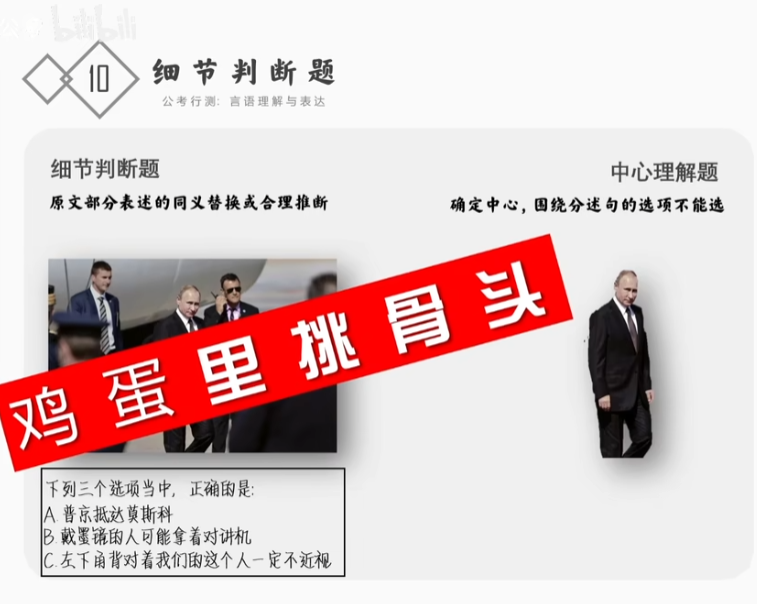 公考 bilibili
10
细节判断题
公考行测: 言语理解与表达
细节判断题
中心理解题
原文部分表述的同义替换或合理推断
确定中心, 围绕分述句的选项不能选
鸡蛋里挑骨头
下列三个选项当中, 正确的是:
A. 普京抵达莫斯科
B. 戴墨镜的人可能拿着对讲机
C. 左下角背对着我们的这个人一定不近视